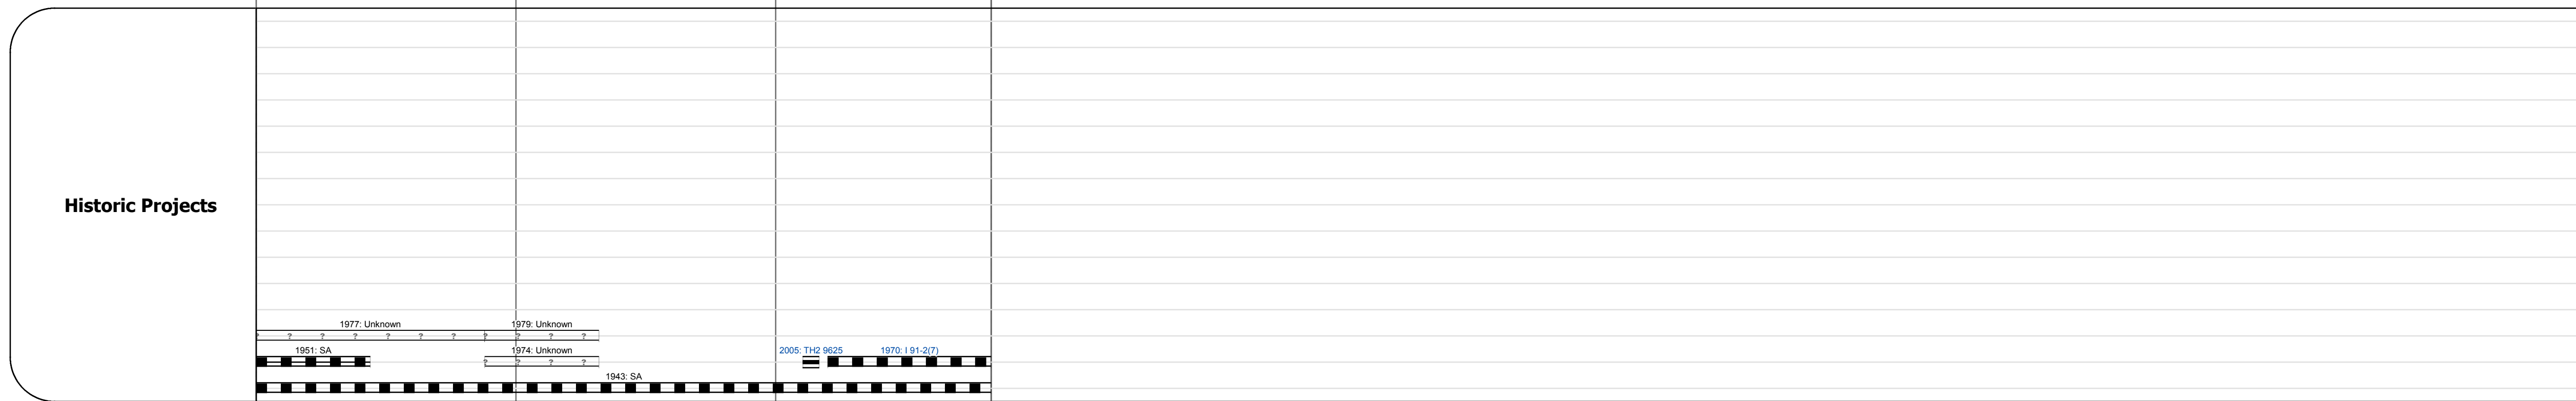 Historic Projects
1977: Unknown 1979: Unknown
? ? ? ? ? ? ? ? ? ? ?
1951: SA 1974: Unknown 2005: TH2 9625 1970: I 91-2(7)
? ? ? ?
1943: SA